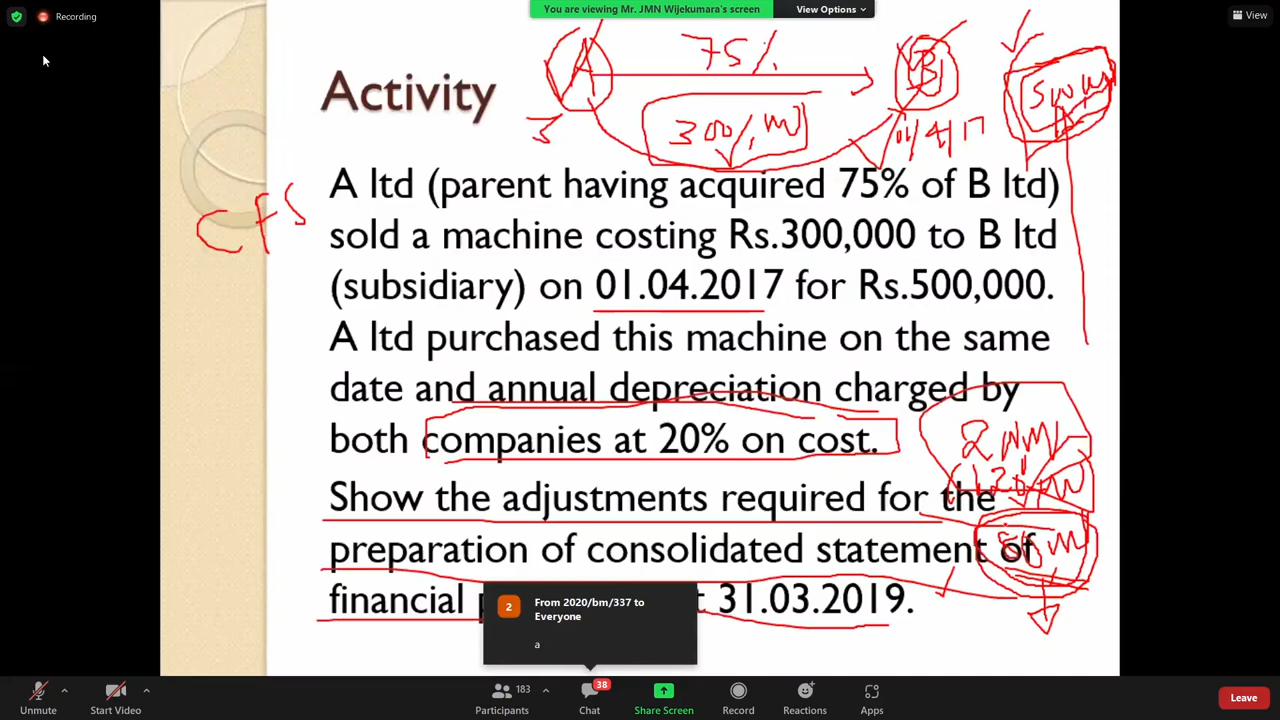 Recording
You are viewing Mr. JMN Wijekumara's screen
View Options
View
A
75%
B
Activity
300/.
01/4/17
CFS
A ltd (parent having acquired 75% of B ltd)
sold a machine costing Rs.300,000 to B ltd
(subsidiary) on 01.04.2017 for Rs.500,000.
A ltd purchased this machine on the same
date and annual depreciation charged by
both companies at 20% on cost.
Show the adjustments required for the
preparation of consolidated statement of
financial
t 31.03.2019.
2
From 2020/bm/337 to
Everyone
a
Unmute
Start Video
183
Participants
38
Chat
Share Screen
Record
Reactions
Apps
Leave